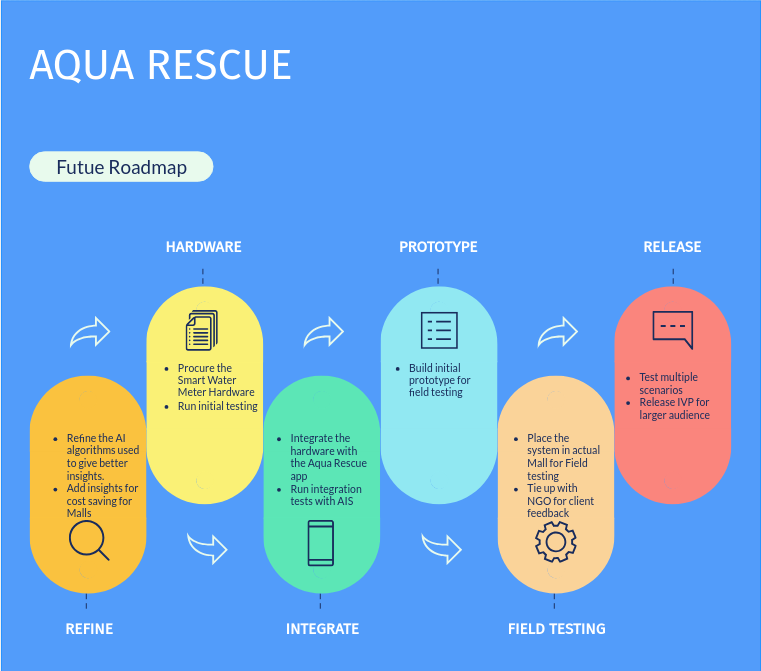 AQUA RESCUE
Futue Roadmap
REFINE
• Refine the AI
algorithms used
to give better
insights.
• Add insights for
cost saving for
Malls
HARDWARE
• Procure the
Smart Water
Meter Hardware
• Run initial testing
INTEGRATE
• Integrate the
hardware with
the Aqua Rescue
app
• Run integration
tests with AIS
PROTOTYPE
• Build initial
prototype for
field testing
FIELD TESTING
• Place the
system in actual
Mall for Field
testing
• Tie up with
NGO for client
feedback
RELEASE
• Test multiple
scenarios
• Release IVP for
larger audience